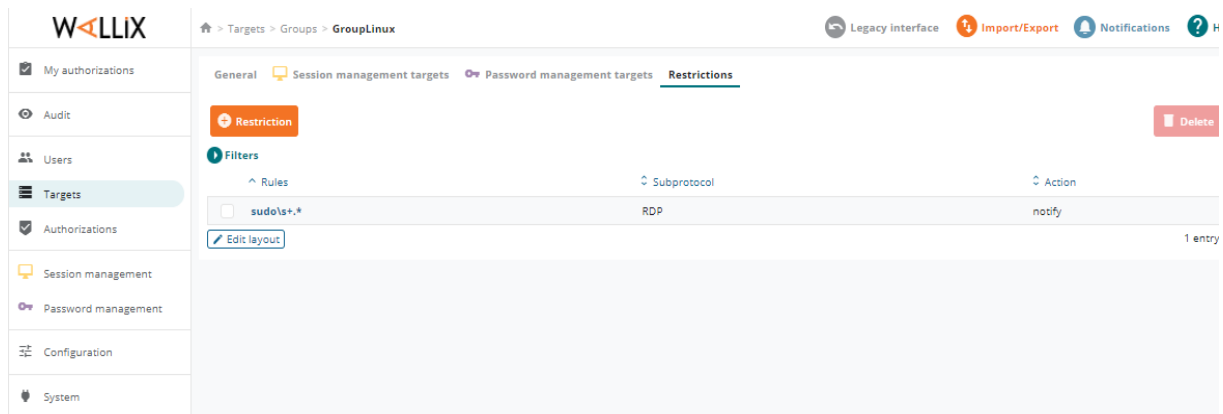 WALLIX
> Targets > Groups > GroupLinux
Legacy interface
Import/Export
Notifications
? H
My authorizations
Audit
Users
Targets
Authorizations
Session management
Password management
Configuration
System
General
Session management targets
Password management targets
Restrictions
Restriction
Delete
Filters
Rules
Subprotocol
Action
sudo\s+.*
RDP
notify
Edit layout
1 entry